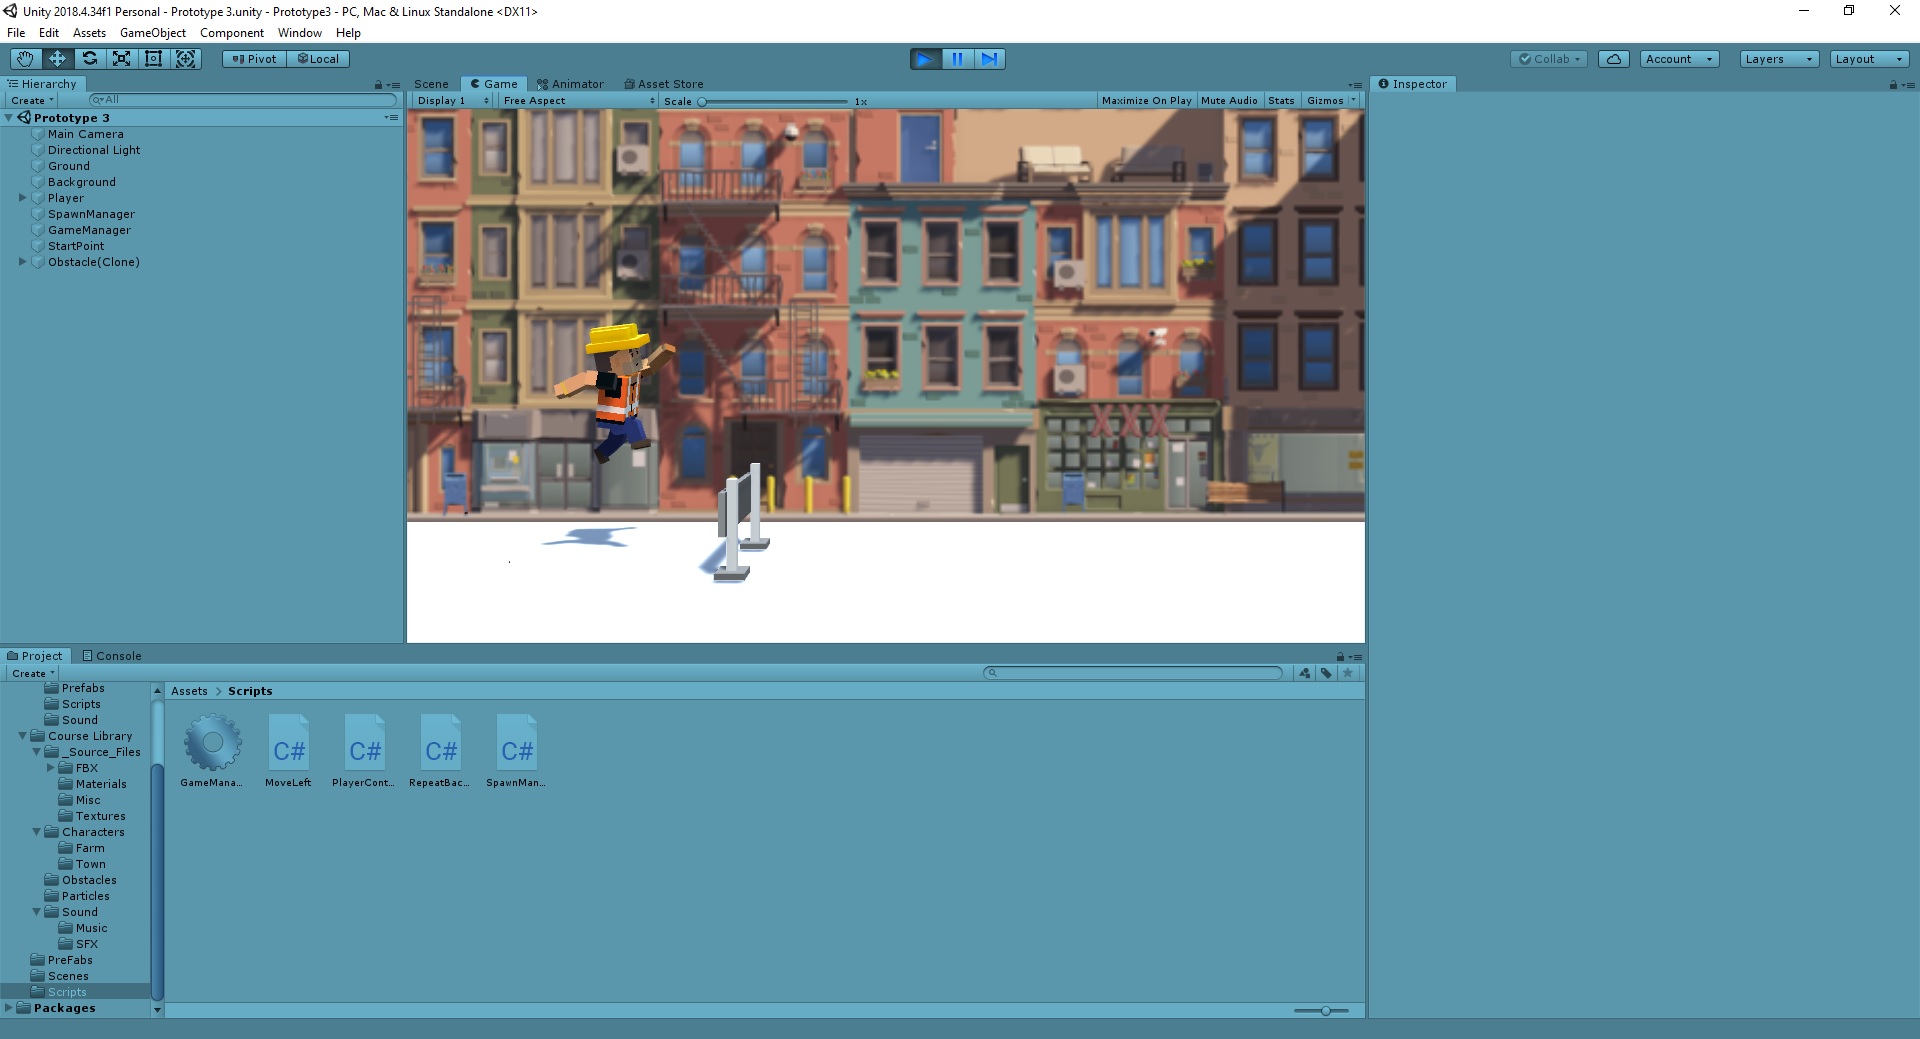 Unity 2018.4.34f1 Personal - Prototype 3.unity - Prototype3 - PC, Mac & Linux Standalone <DX11>
File Edit Assets GameObject Component Window Help
Pivot Local Collab Account Layers Layout
Hierarchy Scene Game Animator Asset Store Inspector
Create All Display 1 Free Aspect Scale 1x Maximize On Play Mute Audio Stats Gizmos
Prototype 3
Main Camera
Directional Light
Ground
Background
Player
SpawnManager
GameManager
StartPoint
Obstacle(Clone)
XXX
Project Console
Create
Prefabs
Scripts
Sound
Course Library
_Source_Files
FBX
Materials
Misc
Textures
Characters
Farm
Town
Obstacles
Particles
Sound
Music
SFX
PreFabs
Scenes
Scripts
Packages
Assets > Scripts
C# C# C# C#
GameMana... MoveLeft PlayerCont... RepeatBac... SpawnMan...